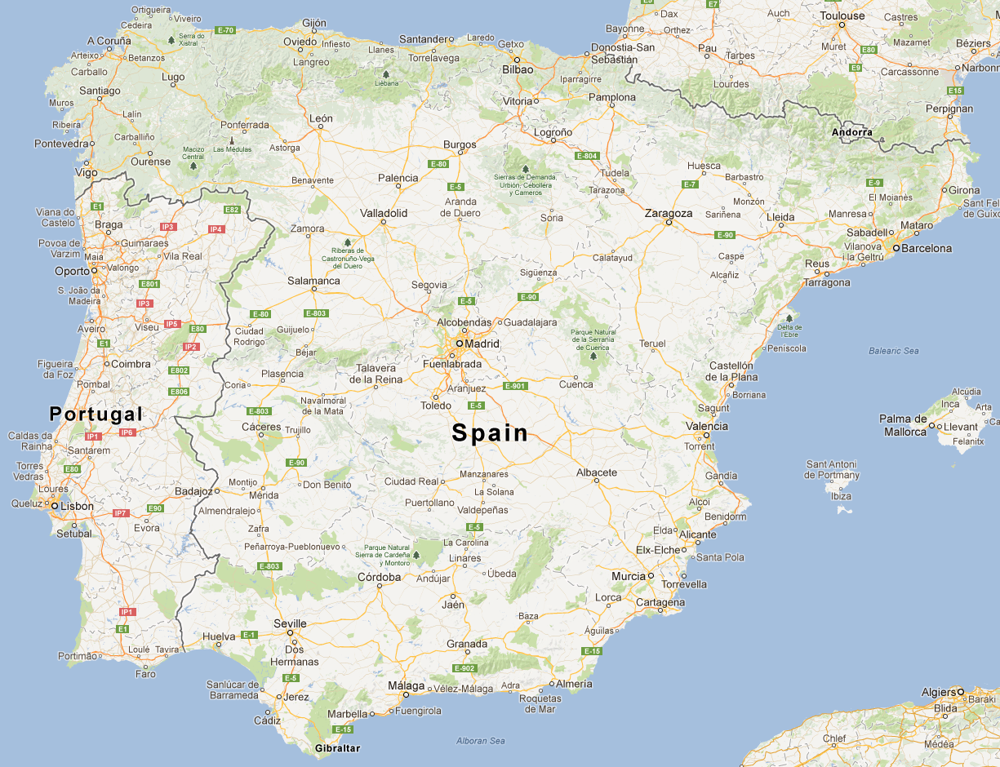 Ortigueira
Viveiro
Cedeira
Serra do
Xistral
E-70
Gijón
Oviedo
Infiesto
Langreo
Llanes
Santander
Torrelavega
Laredo
Getxo
Bilbao
Liébana
A Coruña
Arteixo
Betanzos
Carballo
Lugo
Santiago
Muros
Lalín
Ribeira
Carballiño
Pontevedra
Ourense
Vigo
Macizo
Central
Las Médulas
Ponferrada
Astorga
León
Benavente
Burgos
E-80
E-5
Palencia
Valladolid
Aranda
de Duero
Vitoria
Logroño
Pamplona
Iparragirre
Donostia-San
Sebastián
Bayonne
Dax
E5
E7
Orthez
Pau
Tarbes
Lourdes
Auch
Toulouse
Muret
E80
E9
Castres
Mazamet
Carcassonne
Béziers
Narbonn
E15
Perpignan
Andorra
E-804
Sierras de Demanda,
Urbión, Cebollera
y Cameros
Tudela
Tarazona
Soria
Huesca
E-7
Barbastro
Monzón
Sariñena
Zaragoza
Lleida
E-90
Caspe
Alcañiz
Calatayud
E-9
El Moianès
Manresa
Girona
Sant Fel
de Guíxo
Mataro
Sabadell
Barcelona
Vilanova
i la Geltrú
Reus
Tarragona
Viana do
Castelo
E1
E82
Braga
IP3
IP4
Guimaraes
Povoa de
Varzim
Maia
Vila Real
Valongo
Oporto
E801
S. João da
Madeira
IP3
Aveiro
Viseu
IP5
E80
E1
IP2
Figueira
da Foz
Coimbra
E802
Pombal
E806
Portugal
Caldas da
Rainha
IP1
IP6
Santarem
Torres
Vedras
E80
Loures
Queluz
Lisbon
IP7
E90
Evora
Setubal
IP1
E1
Portimão
Loulé
Tavira
Faro
Zamora
Riberas de
Castronuño-Vega
del Duero
Salamanca
Segovia
Sigüenza
E-5
E-90
E-80
E-803
Ciudad
Rodrigo
Guijuelo
Béjar
Alcobendas
Guadalajara
Madrid
Fuenlabrada
Parque Natural
de la Serranía
de Cuenca
Teruel
Delta de
l'Ebre
Peniscola
Balearic Sea
Coria
Plasencia
Talavera
de la Reina
Aranjuez
E-901
Cuenca
Castellón
de la Plana
Borriana
E-803
Navalmoral
de la Mata
Toledo
E-5
Sagunt
Valencia
Torrent
Cáceres
Trujillo
Spain
E-90
Badajoz
Montijo
Mérida
Don Benito
Ciudad Real
Manzanares
La Solana
Puertollano
Valdepeñas
Albacete
Gandía
Alcoi
Benidorm
Almendralejo
Zafra
E-5
Elda
Alicante
Elx-Elche
Santa Pola
Peñarroya-Pueblonuevo
Parque Natural
Sierra de Cardeña
y Montoro
La Carolina
Linares
E-803
Córdoba
Andújar
Úbeda
Jaén
Murcia
Torrevella
Lorca
Cartagena
Águilas
Baza
Seville
Huelva
E-1
Dos
Hermanas
Granada
E-15
E-902
E-5
Sanlúcar de
Barrameda
Jerez
Cádiz
Málaga
Vélez-Málaga
Adra
Almería
Roquetas
de Mar
Marbella
Fuengirola
E-15
Gibraltar
Alboran Sea
Alcúdia
Inca
Arta
Palma de
Mallorca
Llevant
Ca
Felanitx
Sant Antoni
de Portmany
Ibiza
Algiers
Baraki
Blida
Chlef
Médéa